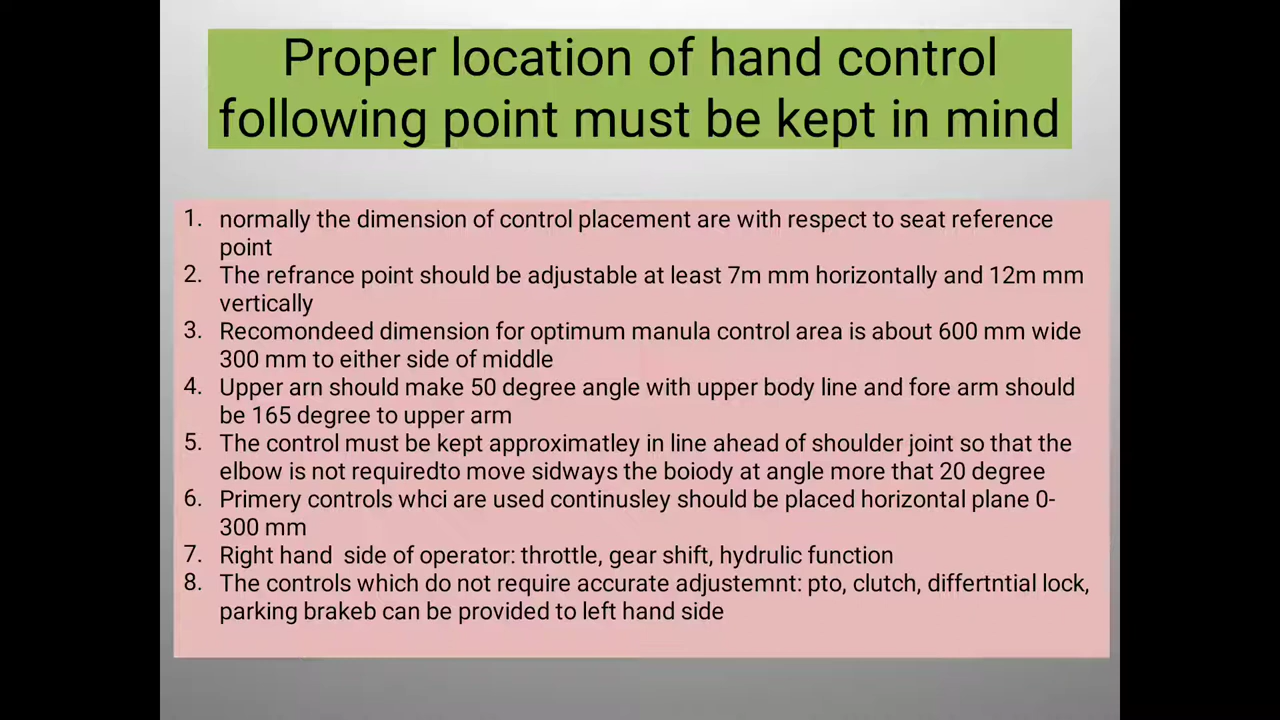 Proper location of hand control
following point must be kept in mind
1. normally the dimension of control placement are with respect to seat reference
point
2. The refrance point should be adjustable at least 7m mm horizontally and 12m mm
vertically
3. Recomondeed dimension for optimum manula control area is about 600 mm wide
300 mm to either side of middle
4. Upper arn should make 50 degree angle with upper body line and fore arm should
be 165 degree to upper arm
5. The control must be kept approximatley in line ahead of shoulder joint so that the
elbow is not requiredto move sidways the boiody at angle more that 20 degree
6. Primery controls whci are used continusley should be placed horizontal plane 0-
300 mm
7. Right hand side of operator: throttle, gear shift, hydrulic function
8. The controls which do not require accurate adjustemnt: pto, clutch, differtntial lock,
parking brakeb can be provided to left hand side